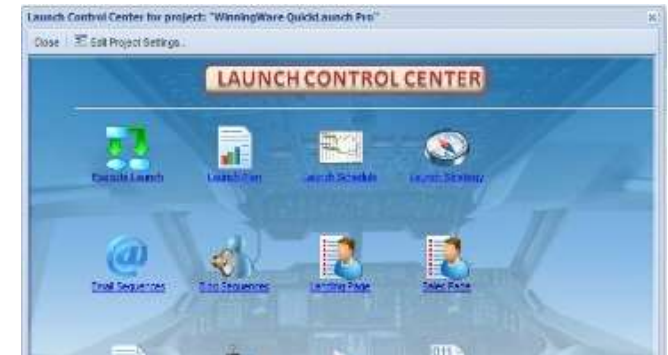 Launch Control Center for project: "WinningWare QuickLaunch Pro"
Close Edit Project Settings...
LAUNCH CONTROL CENTER
Execute Launch Launch Plan Launch Schedule Launch Strategy
Email Sequences Blog Sequences Landing Page Sales Page